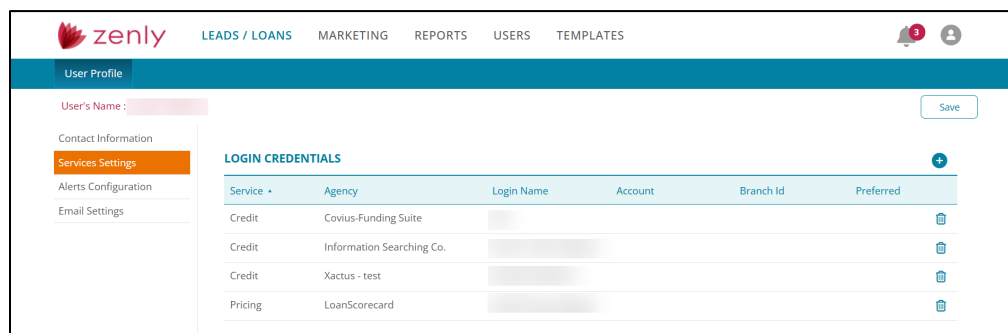 zenly LEADS / LOANS MARKETING REPORTS USERS TEMPLATES 3
User Profile
User's Name :
Save
Contact Information
Services Settings
Alerts Configuration
Email Settings
LOGIN CREDENTIALS
Service Agency Login Name Account Branch Id Preferred
Credit Covius-Funding Suite
Credit Information Searching Co.
Credit Xactus - test
Pricing LoanScorecard